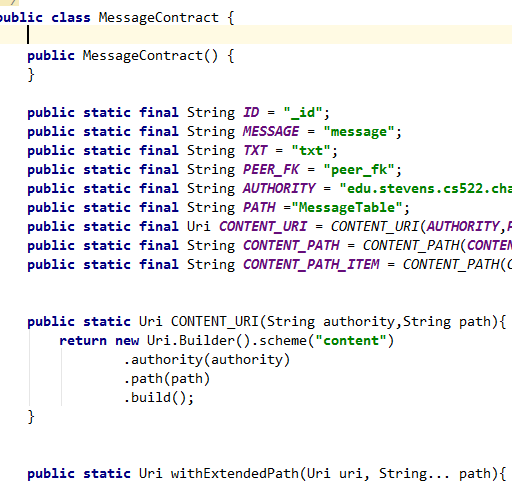 public class MessageContract {
public MessageContract() {
}
public static final String ID = "_id";
public static final String MESSAGE = "message";
public static final String TXT = "txt";
public static final String PEER_FK = "peer_fk";
public static final String AUTHORITY = "edu.stevens.cs522.cha
public static final String PATH ="MessageTable";
public static final Uri CONTENT_URI = CONTENT_URI(AUTHORITY,P
public static final String CONTENT_PATH = CONTENT_PATH(CONTEN
public static final String CONTENT_PATH_ITEM = CONTENT_PATH(C
public static Uri CONTENT_URI(String authority,String path){
return new Uri.Builder().scheme("content")
.authority(authority)
.path(path)
.build();
}
public static Uri withExtendedPath(Uri uri, String... path){